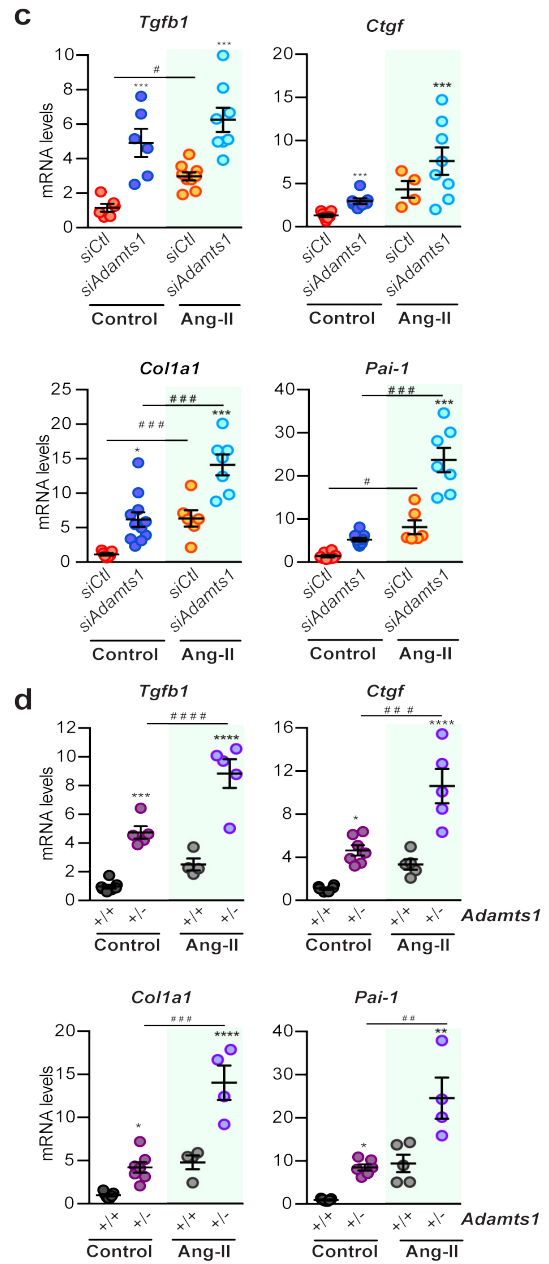 c
Tgfb1
Ctgf
mRNA levels
10
8
6
4
2
0
***
#
***
20
15
10
5
0
***
***
siCtl
siAdamts1
siCtl
siAdamts1
siCtl
siAdamts1
siCtl
siAdamts1
Control
Ang-II
Control
Ang-II
Col1a1
Pai-1
mRNA levels
25
20
15
10
5
0
###
###
***
*
40
30
20
10
0
###
***
#
siCtl
siAdamts1
siCtl
siAdamts1
siCtl
siAdamts1
siCtl
siAdamts1
Control
Ang-II
Control
Ang-II
d
Tgfb1
Ctgf
mRNA levels
12
10
8
6
4
2
0
####
****
***
16
12
8
4
0
###
****
*
+/+
+/-
+/+
+/-
+/+
+/-
+/+
+/-
Adamts1
Control
Ang-II
Control
Ang-II
Col1a1
Pai-1
mRNA levels
20
15
10
5
0
###
****
*
40
30
20
10
0
##
**
*
+/+
+/-
+/+
+/-
+/+
+/-
+/+
+/-
Adamts1
Control
Ang-II
Control
Ang-II